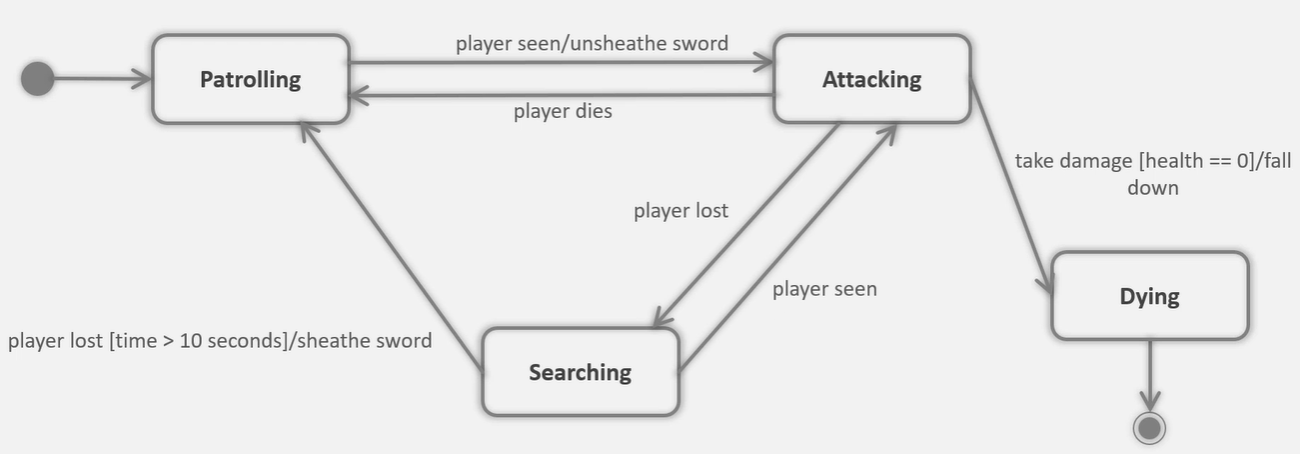 player seen/unsheathe sword
Patrolling
Attacking
player dies
take damage [health == 0]/fall
down
player lost
player seen
Dying
player lost [time > 10 seconds]/sheathe sword
Searching